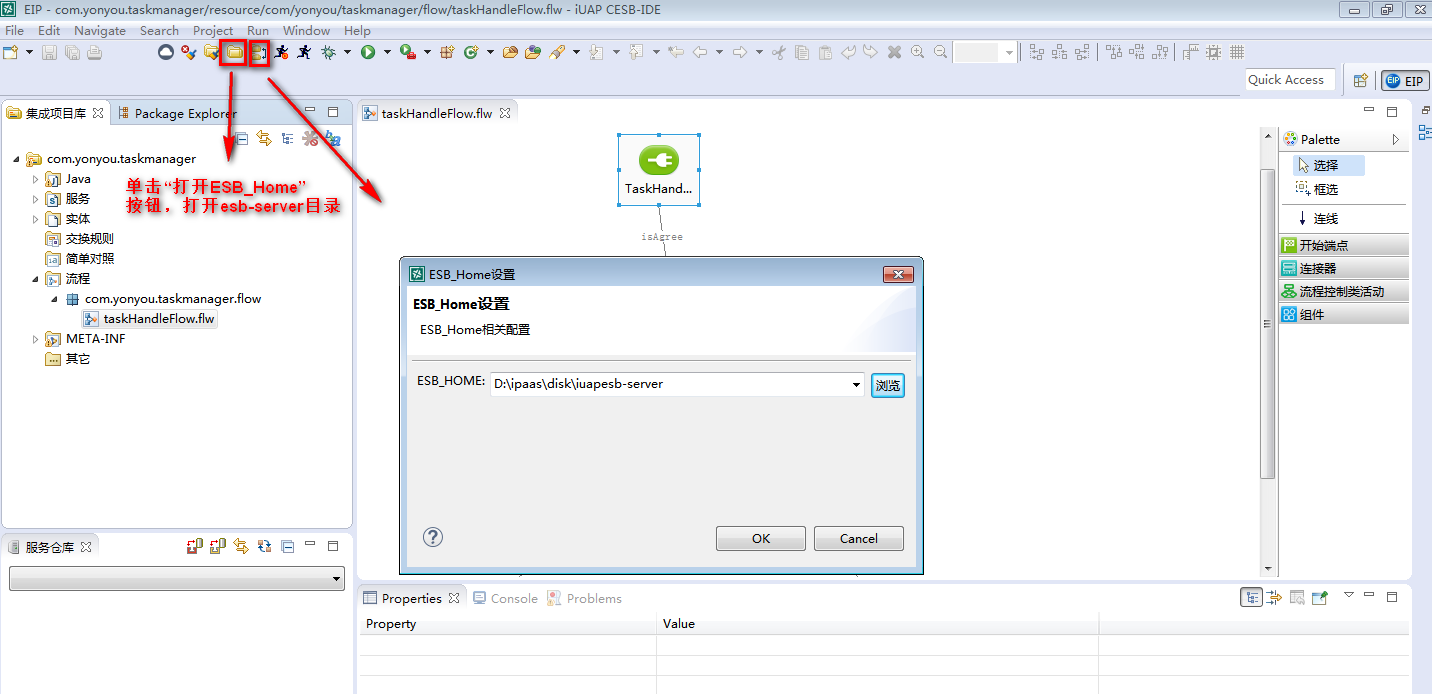 EIP - com.yonyou.taskmanager/resource/com/yonyou/taskmanager/flow/taskHandleFlow.flw - iUAP CESB-IDE
File Edit Navigate Search Project Run Window Help
Quick Access
EIP
集成项目库
Package Explorer
com.yonyou.taskmanager
Java
服务
实体
交换规则
简单对照
流程
com.yonyou.taskmanager.flow
taskHandleFlow.flw
META-INF
其它
单击“打开ESB_Home”
按钮，打开esb-server目录
taskHandleFlow.flw
TaskHand...
isAgree
ESB_Home设置
ESB_Home设置
ESB_Home相关配置
ESB_HOME: D:\ipaas\disk\iuapesb-server 浏览
OK Cancel
Palette
选择
框选
连线
开始端点
连接器
流程控制类活动
组件
服务仓库
Properties Console Problems
Property Value